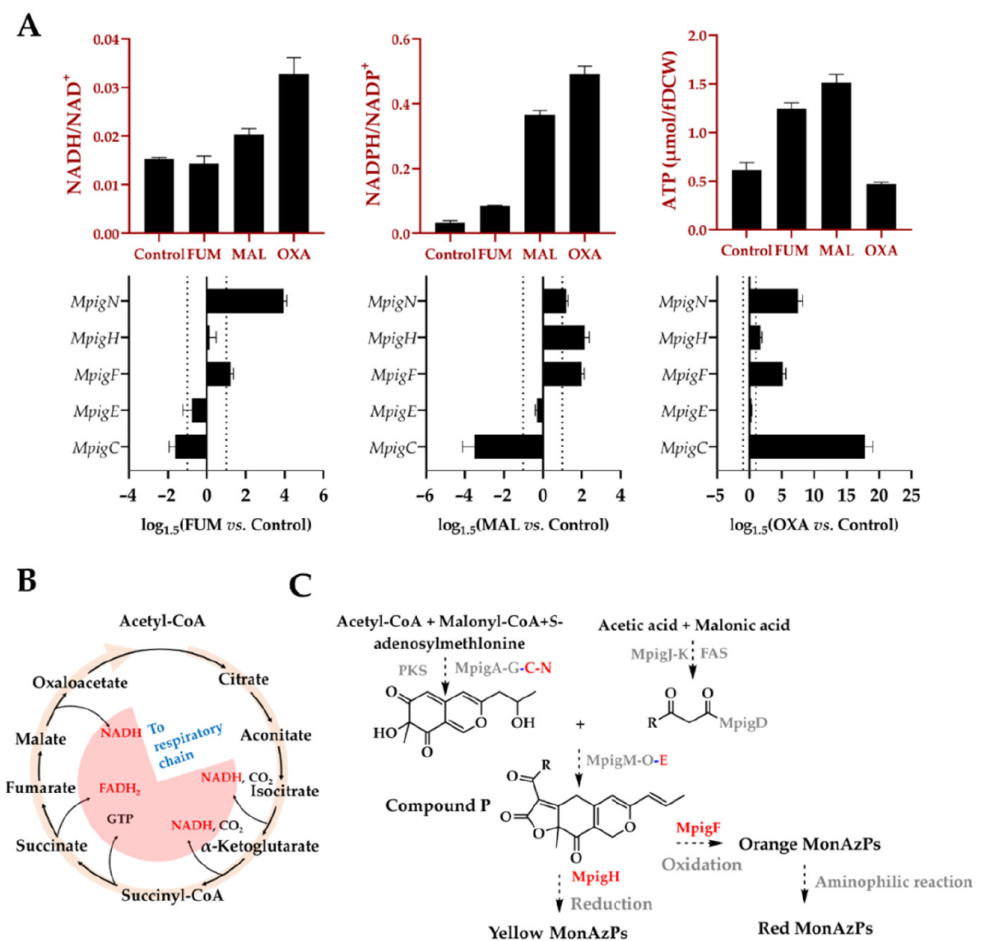 A
NADH/NAD+
0.04
0.03
0.02
0.01
0.00
Control FUM MAL OXA
NADPH/NADP+
0.6
0.4
0.2
0.0
Control FUM MAL OXA
ATP (µmol/fDCW)
2.0
1.5
1.0
0.5
0.0
Control FUM MAL OXA
MpigN
MpigH
MpigF
MpigE
MpigC
−4 −2 0 2 4 6
log1.5(FUM vs. Control)
MpigN
MpigH
MpigF
MpigE
MpigC
−6 −4 −2 0 2 4
log1.5(MAL vs. Control)
MpigN
MpigH
MpigF
MpigE
MpigC
−5 0 5 10 15 20 25
log1.5(OXA vs. Control)
B
Acetyl-CoA
Oxaloacetate
Citrate
Malate
NADH
To
respiratory
chain
Aconitate
Fumarate
FADH2
NADH, CO2
Isocitrate
GTP
NADH, CO2
Succinate
α-Ketoglutarate
Succinyl-CoA
C
Acetyl-CoA + Malonyl-CoA+S-
adenosylmethlonine
PKS
MpigA-G-C-N
O
HO
O
O
OH
+
Acetic acid + Malonic acid
MpigJ-K
FAS
O
O
R
MpigD
MpigM-O-E
Compound P
O
R
O
O
O
O
MpigF
Oxidation
Orange MonAzPs
MpigH
Reduction
Aminophilic reaction
Yellow MonAzPs
Red MonAzPs